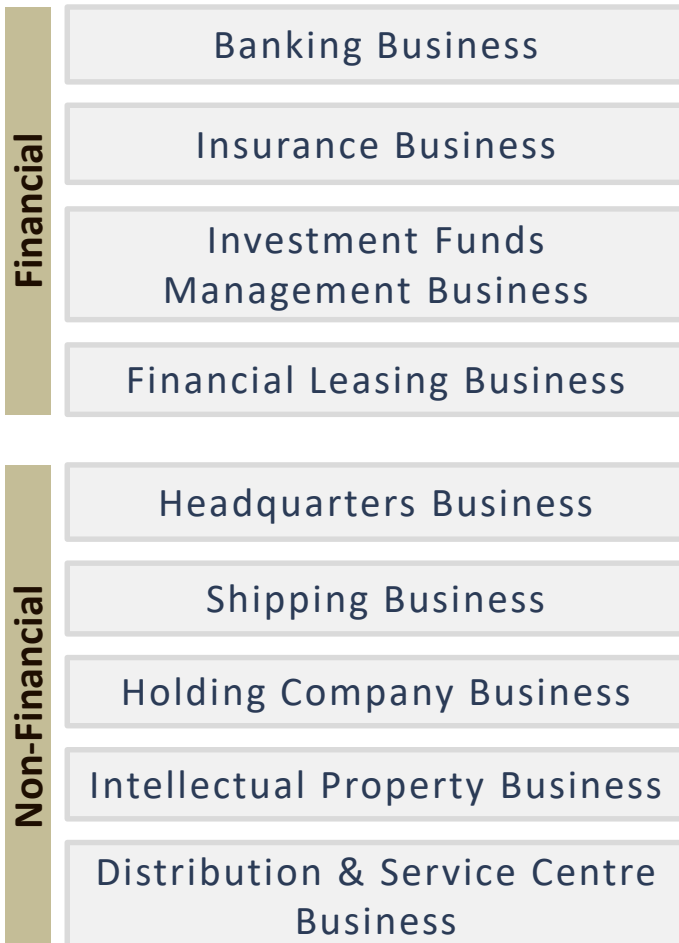 Financial
Banking Business
Insurance Business
Investment Funds
Management Business
Financial Leasing Business
Non-Financial
Headquarters Business
Shipping Business
Holding Company Business
Intellectual Property Business
Distribution & Service Centre
Business